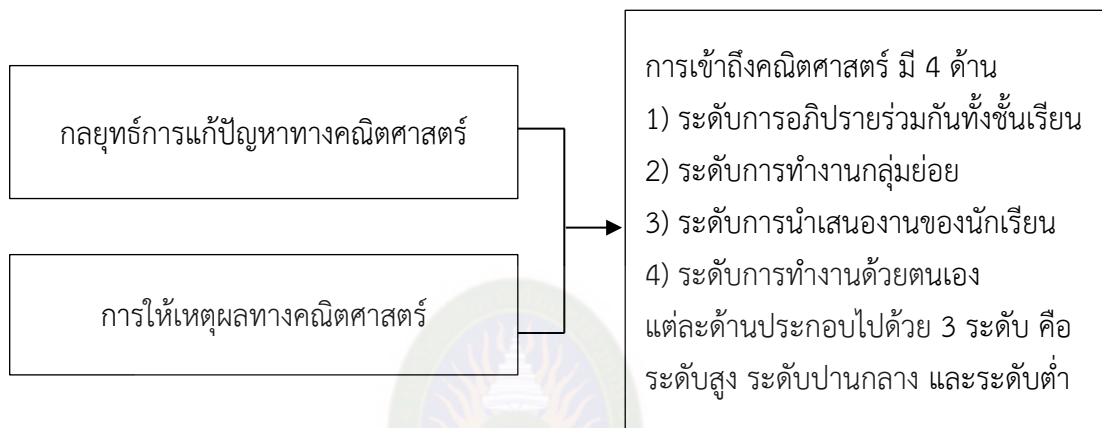 กลยุทธ์การแก้ปัญหาทางคณิตศาสตร์
การให้เหตุผลทางคณิตศาสตร์
การเข้าถึงคณิตศาสตร์ มี 4 ด้าน
1) ระดับการอภิปรายร่วมกันทั้งชั้นเรียน
2) ระดับการทำงานกลุ่มย่อย
3) ระดับการนำเสนองานของนักเรียน
4) ระดับการทำงานด้วยตนเอง
แต่ละด้านประกอบไปด้วย 3 ระดับ คือ
ระดับสูง ระดับปานกลาง และระดับต่ำ